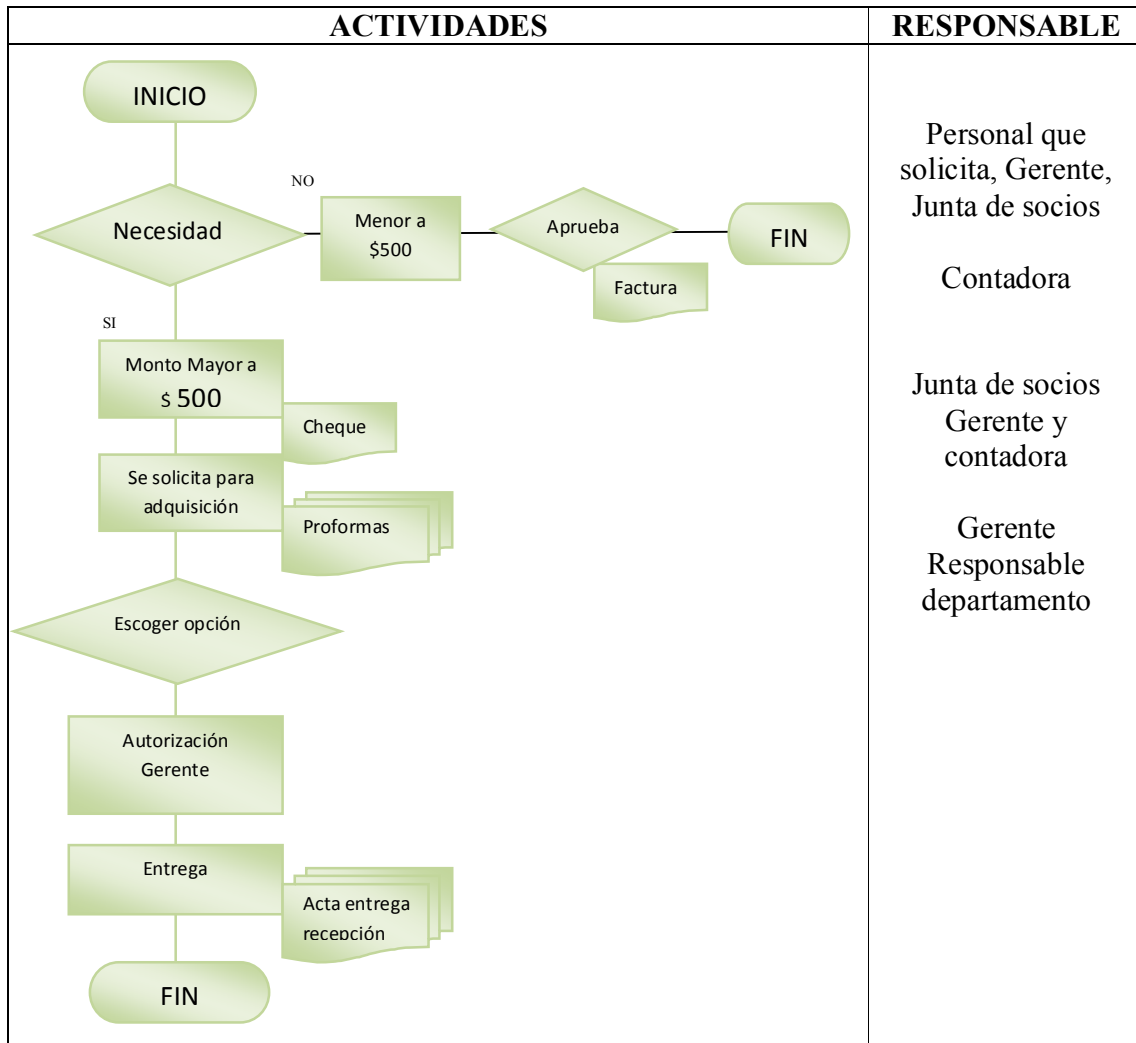 ACTIVIDADES
RESPONSABLE
INICIO
Necesidad
NO
Menor a
$500
Aprueba
Factura
FIN
SI
Monto Mayor a
$ 500
Cheque
Se solicita para
adquisición
Proformas
Escoger opción
Autorización
Gerente
Entrega
Acta entrega
recepción
FIN
Personal que
solicita, Gerente,
Junta de socios
Contadora
Junta de socios
Gerente y
contadora
Gerente
Responsable
departamento